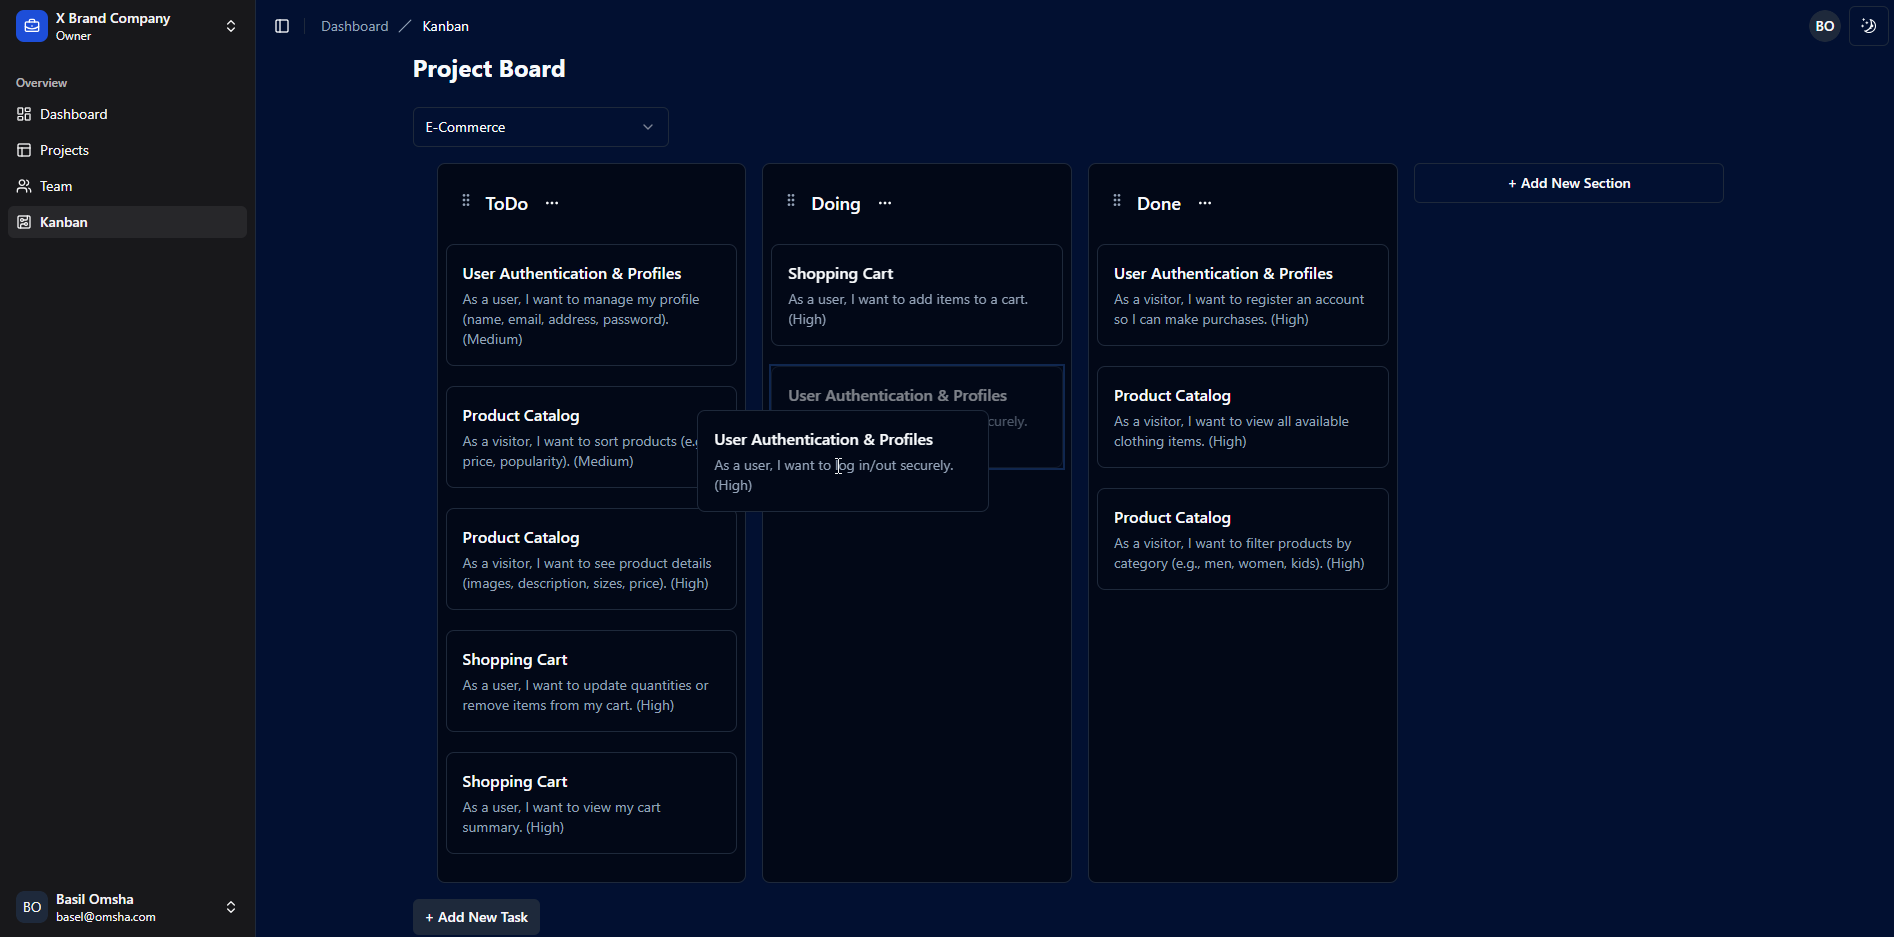 X Brand Company
Owner
Overview
Dashboard
Projects
Team
Kanban
BO
Basil Omsha
basel@omsha.com
Dashboard
Kanban
BO
Project Board
E-Commerce
ToDo
User Authentication & Profiles
As a user, I want to manage my profile
(name, email, address, password).
(Medium)
Product Catalog
As a visitor, I want to sort products (e.
price, popularity). (Medium)
Product Catalog
As a visitor, I want to see product details
(images, description, sizes, price). (High)
Shopping Cart
As a user, I want to update quantities or
remove items from my cart. (High)
Shopping Cart
As a user, I want to view my cart
summary. (High)
Doing
Shopping Cart
As a user, I want to add items to a cart.
(High)
User Authentication & Profiles
curely.
User Authentication & Profiles
As a user, I want to log in/out securely.
(High)
Done
User Authentication & Profiles
As a visitor, I want to register an account
so I can make purchases. (High)
Product Catalog
As a visitor, I want to view all available
clothing items. (High)
Product Catalog
As a visitor, I want to filter products by
category (e.g., men, women, kids). (High)
+ Add New Section
+ Add New Task